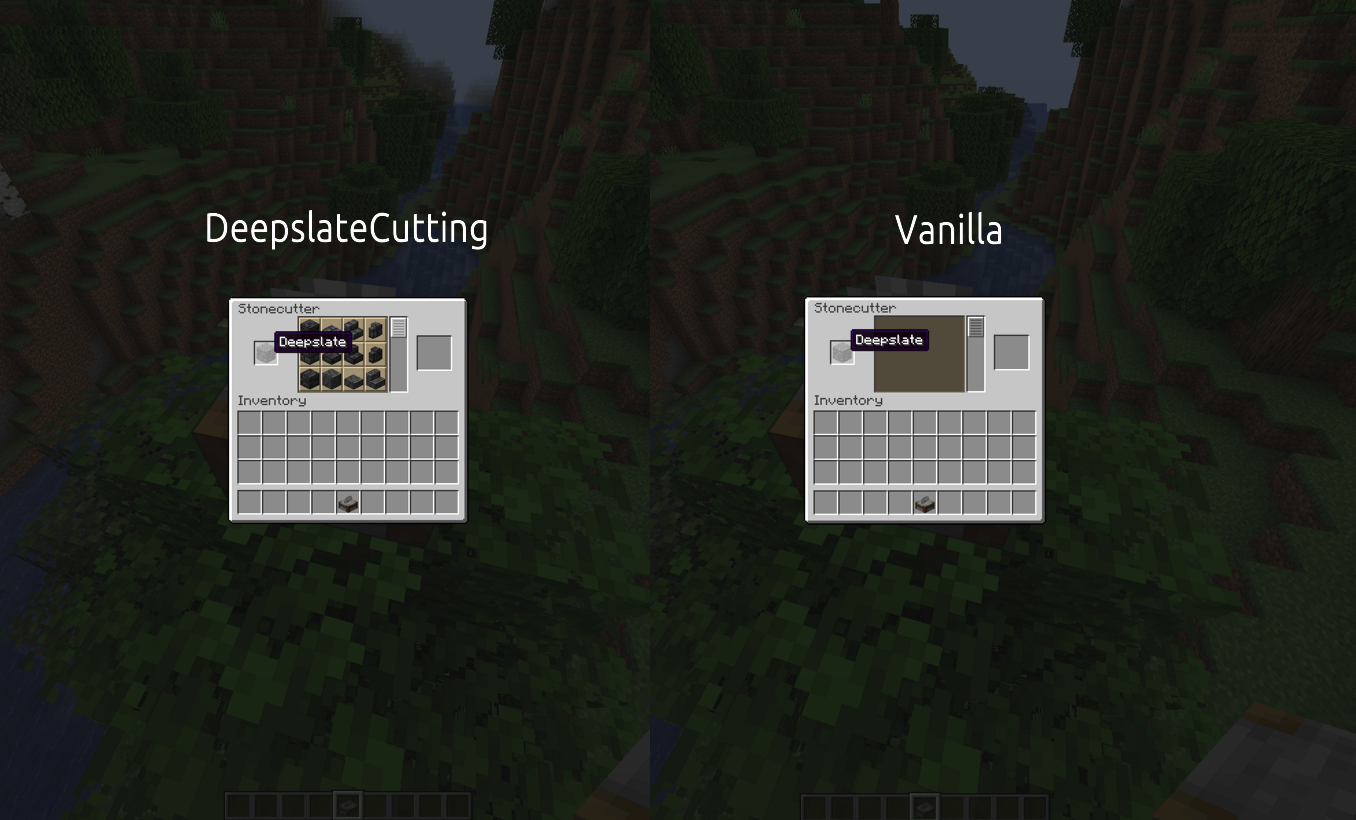 DeepslateCutting
Vanilla
Stonecutter
Deepslate
Inventory
Stonecutter
Deepslate
Inventory